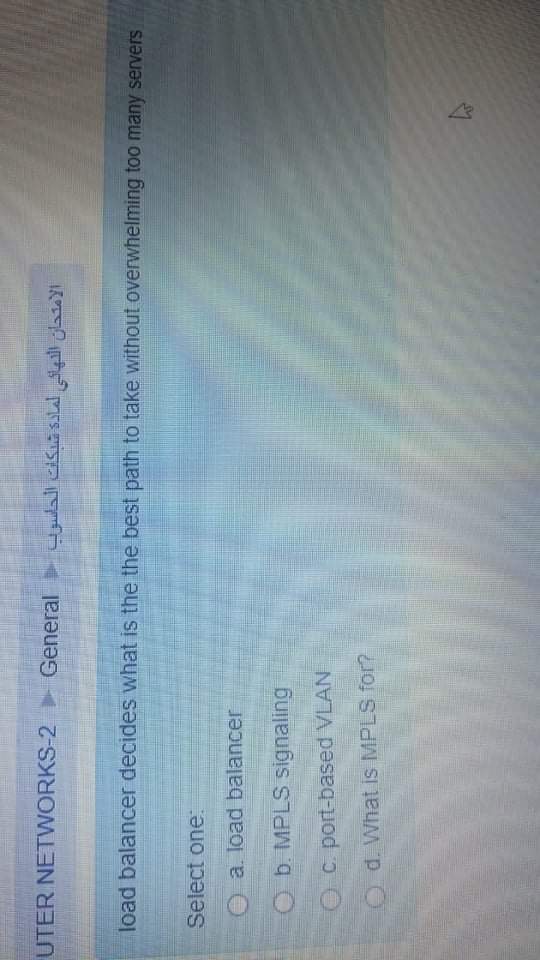 UTER NETWORKS-2 ► General ► الامتحان النهائي لمادة شبكات الحاسوب
load balancer decides what is the the best path to take without overwhelming too many servers
Select one:
a. load balancer
b. MPLS signaling
c. port-based VLAN
d. What is MPLS for?